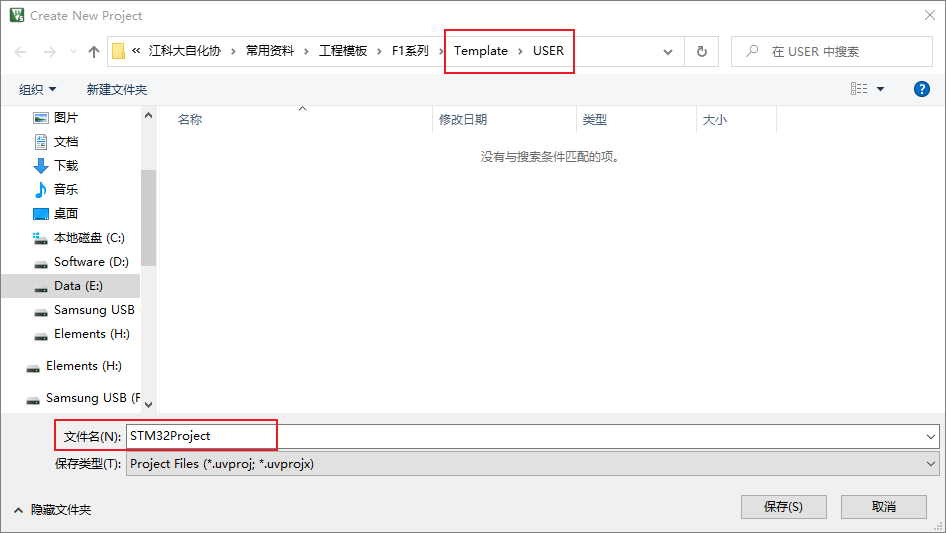 Create New Project
« 江科大自化协 › 常用资料 › 工程模板 › F1系列 › Template › USER
在 USER 中搜索
组织 新建文件夹
名称 修改日期 类型 大小
没有与搜索条件匹配的项。
图片
文档
下载
音乐
桌面
本地磁盘 (C:)
Software (D:)
Data (E:)
Samsung USB
Elements (H:)
Elements (H:)
Samsung USB (F
文件名(N): STM32Project
保存类型(T): Project Files (*.uvproj; *.uvprojx)
隐藏文件夹 保存(S) 取消